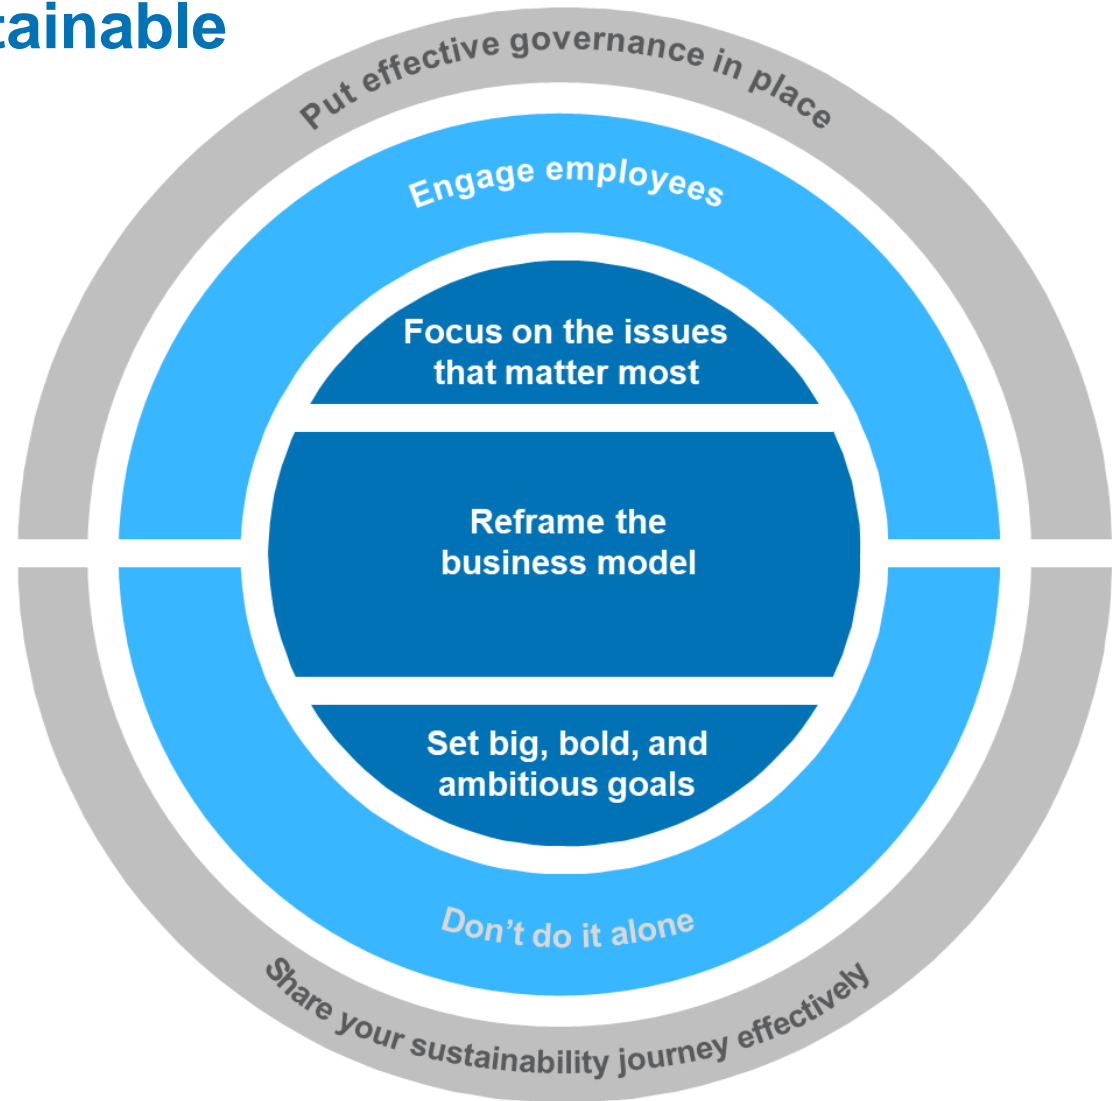 tainable
Put effective governance in place
Engage employees
Focus on the issues
that matter most
Reframe the
business model
Set big, bold, and
ambitious goals
Don’t do it alone
Share your sustainability journey effectively